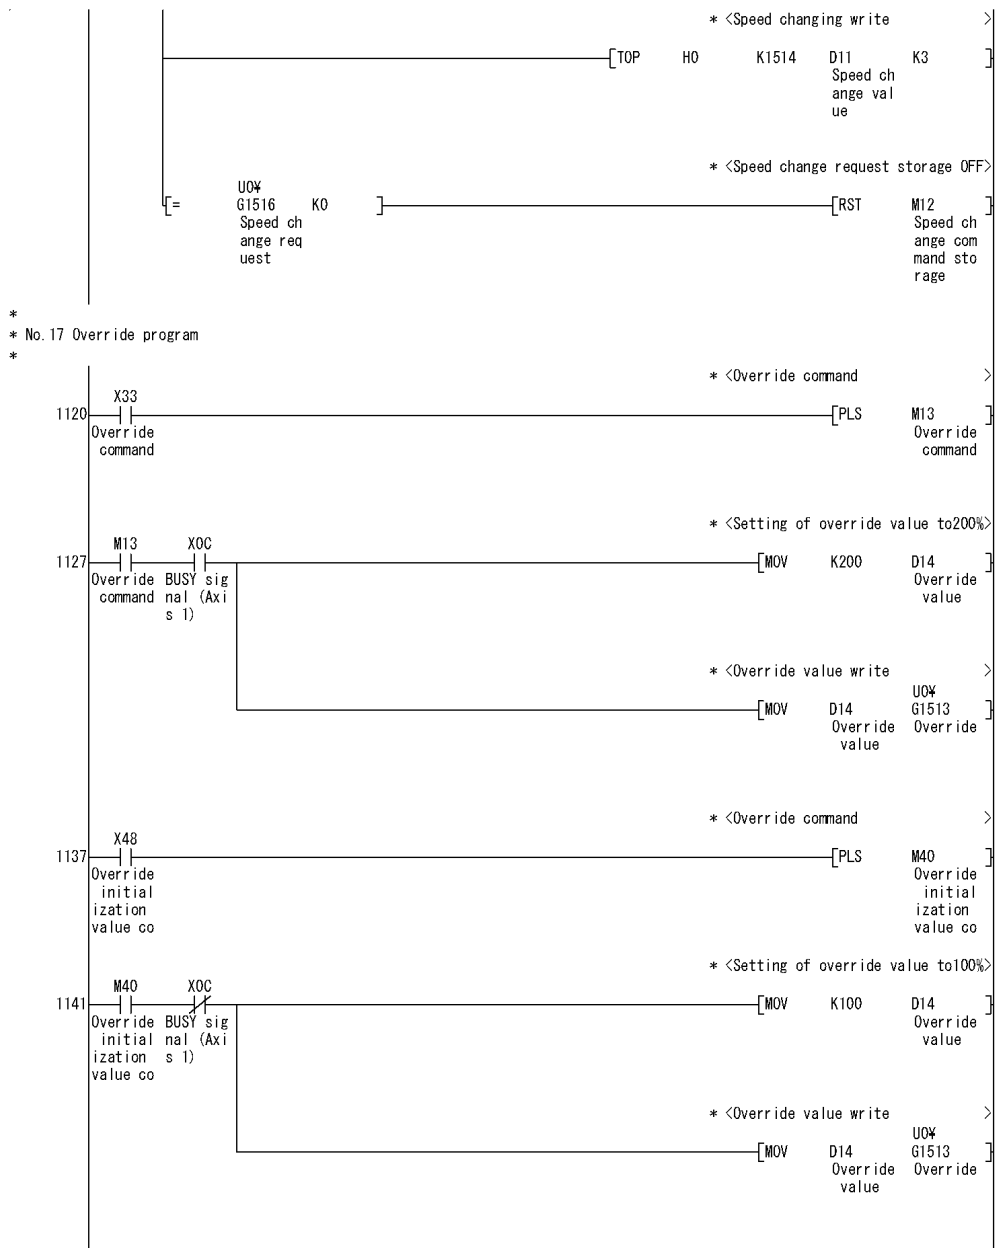 * <Speed changing write >
[TOP H0 K1514 D11 K3 ]
Speed ch
ange val
ue
* <Speed change request storage OFF>
U0¥
[= G1516 K0 ] [RST M12 ]
Speed ch
ange req
uest
Speed ch
ange com
mand sto
rage
*
* No.17 Override program
*
* <Override command >
X33
1120 [PLS M13 ]
Override
command
Override
command
* <Setting of override value to200%>
M13 X0C
1127 [MOV K200 D14 ]
Override
command
BUSY sig
nal (Axi
s 1)
Override
value
* <Override value write >
U0¥
[MOV D14 G1513 ]
Override
value
Override
* <Override command >
X48
1137 [PLS M40 ]
Override
initial
ization
value co
Override
initial
ization
value co
* <Setting of override value to100%>
M40 X0C
1141 [MOV K100 D14 ]
Override
initial
ization
value co
BUSY sig
nal (Axi
s 1)
Override
value
* <Override value write >
U0¥
[MOV D14 G1513 ]
Override
value
Override